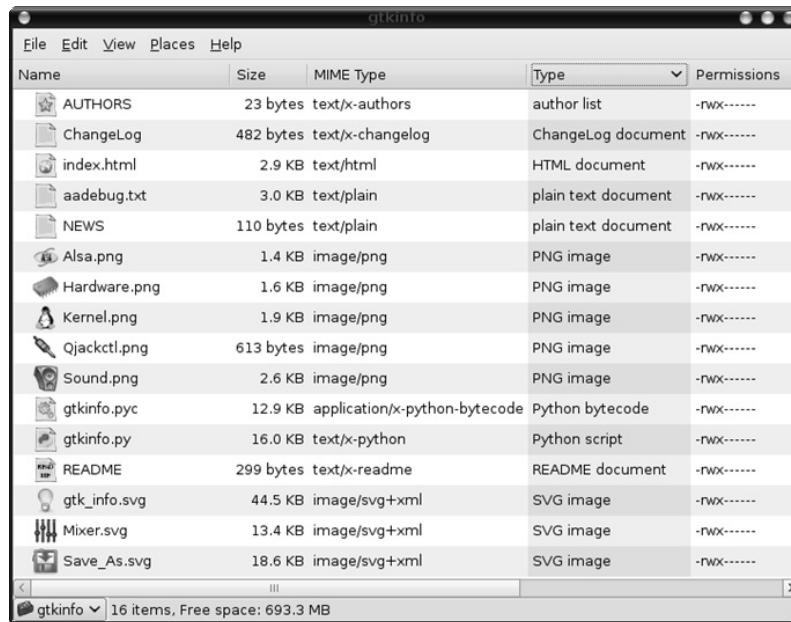 gtkinfo
File Edit View Places Help
Name Size MIME Type Type Permissions
AUTHORS 23 bytes text/x-authors author list -rwx------
ChangeLog 482 bytes text/x-changelog ChangeLog document -rwx------
index.html 2.9 KB text/html HTML document -rwx------
aadebug.txt 3.0 KB text/plain plain text document -rwx------
NEWS 110 bytes text/plain plain text document -rwx------
Alsa.png 1.4 KB image/png PNG image -rwx------
Hardware.png 1.6 KB image/png PNG image -rwx------
Kernel.png 1.9 KB image/png PNG image -rwx------
Qjackctl.png 613 bytes image/png PNG image -rwx------
Sound.png 2.6 KB image/png PNG image -rwx------
gtkinfo.pyc 12.9 KB application/x-python-bytecode Python bytecode -rwx------
gtkinfo.py 16.0 KB text/x-python Python script -rwx------
README 299 bytes text/x-readme README document -rwx------
gtk_info.svg 44.5 KB image/svg+xml SVG image -rwx------
Mixer.svg 13.4 KB image/svg+xml SVG image -rwx------
Save_As.svg 18.6 KB image/svg+xml SVG image -rwx------
gtkinfo 16 items, Free space: 693.3 MB